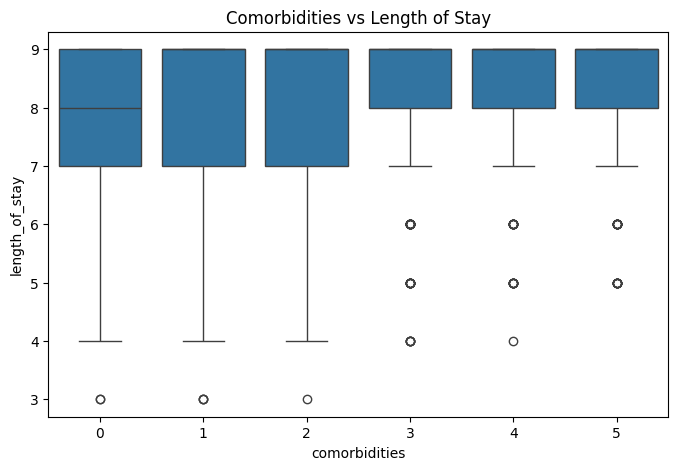 Comorbidities vs Length of Stay
length_of_stay
9
8
7
6
5
4
3
0 1 2 3 4 5
comorbidities